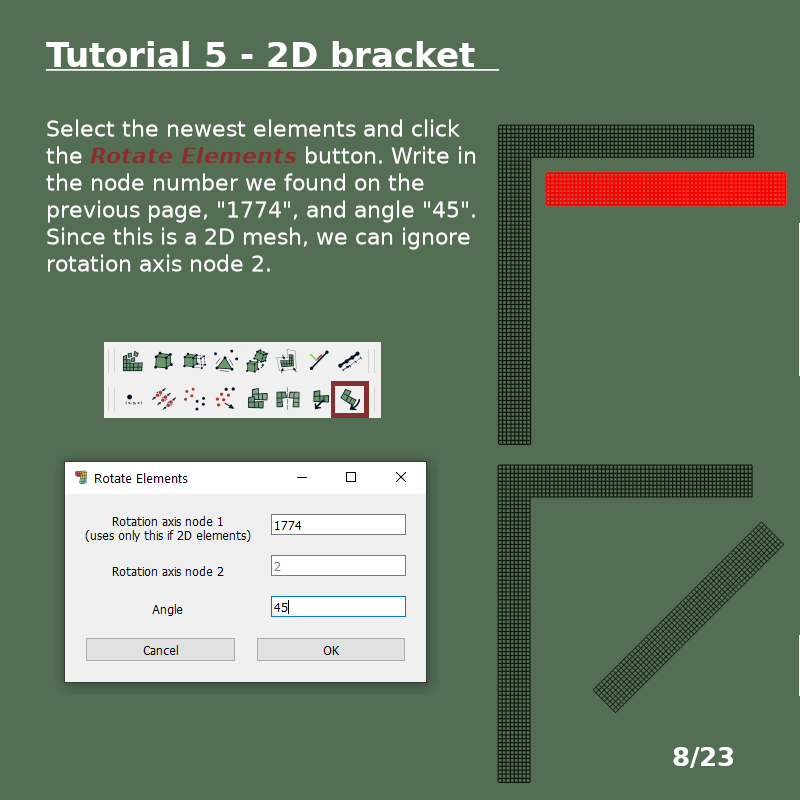 Tutorial 5 - 2D bracket
Select the newest elements and click
the Rotate Elements button. Write in
the node number we found on the
previous page, "1774", and angle "45".
Since this is a 2D mesh, we can ignore
rotation axis node 2.
Rotate Elements
Rotation axis node 1
(uses only this if 2D elements)
1774
Rotation axis node 2
2
Angle
45
Cancel
OK
8/23